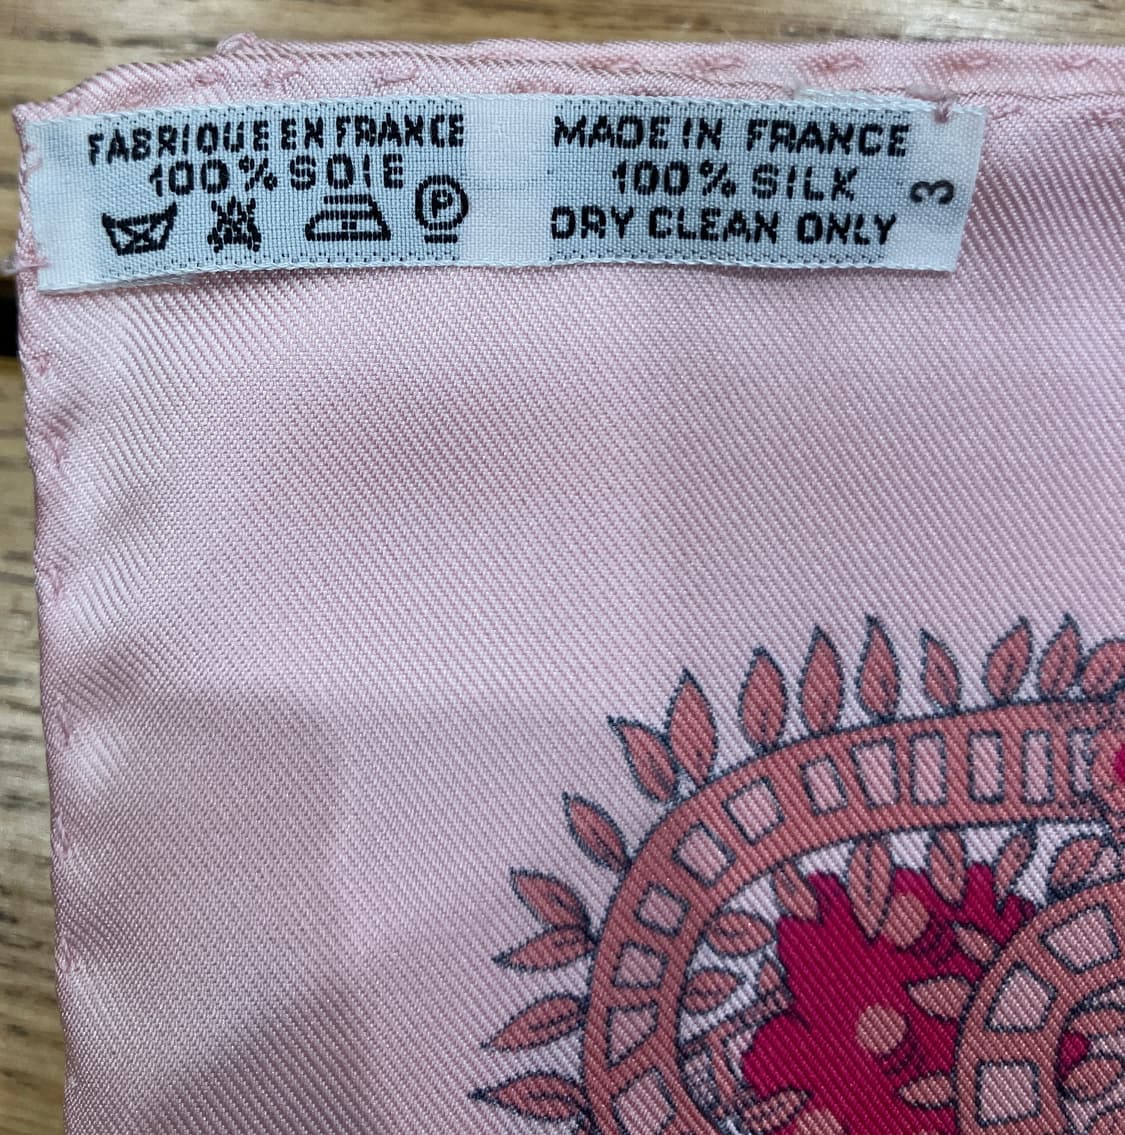 FABRIQUE EN FRANCE
100% SOIE
P
MADE IN FRANCE
100% SILK
DRY CLEAN ONLY
3